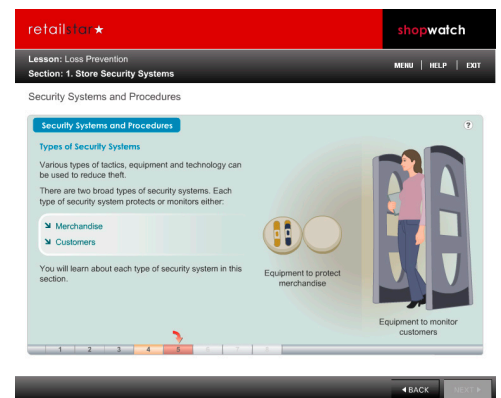 retailstar★
shopwatch
Lesson: Loss Prevention
Section: 1. Store Security Systems
MENU | HELP | EXIT
Security Systems and Procedures
Security Systems and Procedures
?
Types of Security Systems
Various types of tactics, equipment and technology can
be used to reduce theft.
There are two broad types of security systems. Each
type of security system protects or monitors either:
Merchandise
Customers
You will learn about each type of security system in this
section.
Equipment to protect
merchandise
Equipment to monitor
customers
1 2 3 4 5 6 7 8
BACK
NEXT